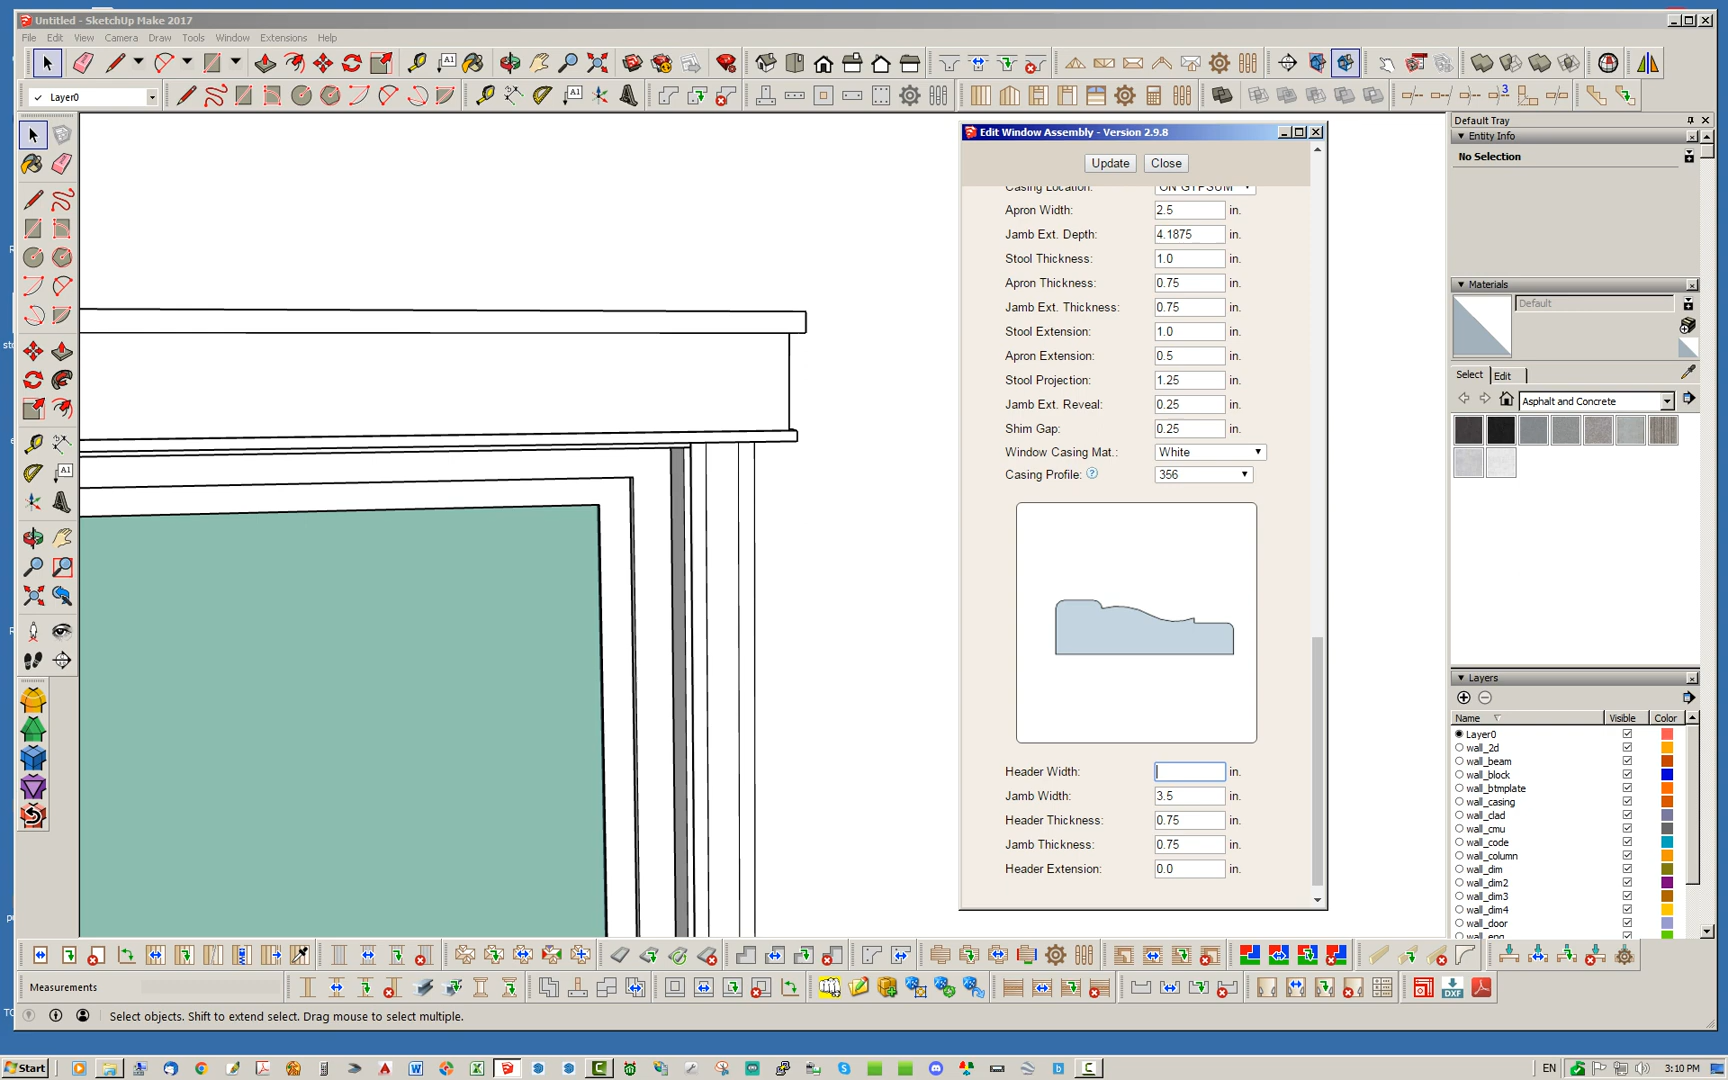 Untitled - SketchUp Make 2017
File Edit View Camera Draw Tools Window Extensions Help
Layer0
Edit Window Assembly - Version 2.9.8
Update Close
Casing Location: ON GYPSUM
Apron Width: 2.5 in.
Jamb Ext. Depth: 4.1875 in.
Stool Thickness: 1.0 in.
Apron Thickness: 0.75 in.
Jamb Ext. Thickness: 0.75 in.
Stool Extension: 1.0 in.
Apron Extension: 0.5 in.
Stool Projection: 1.25 in.
Jamb Ext. Reveal: 0.25 in.
Shim Gap: 0.25 in.
Window Casing Mat.: White
Casing Profile: ? 356
Header Width: in.
Jamb Width: 3.5 in.
Header Thickness: 0.75 in.
Jamb Thickness: 0.75 in.
Header Extension: 0.0 in.
Default Tray
Entity Info
No Selection
Materials
Default
Select Edit
Asphalt and Concrete
Layers
Name Visible Color
Layer0
wall_2d
wall_beam
wall_block
wall_btmplate
wall_casing
wall_clad
wall_cmu
wall_code
wall_column
wall_dim
wall_dim2
wall_dim3
wall_dim4
wall_door
wall_eng
Measurements
Select objects. Shift to extend select. Drag mouse to select multiple.
Start
EN
3:10 PM